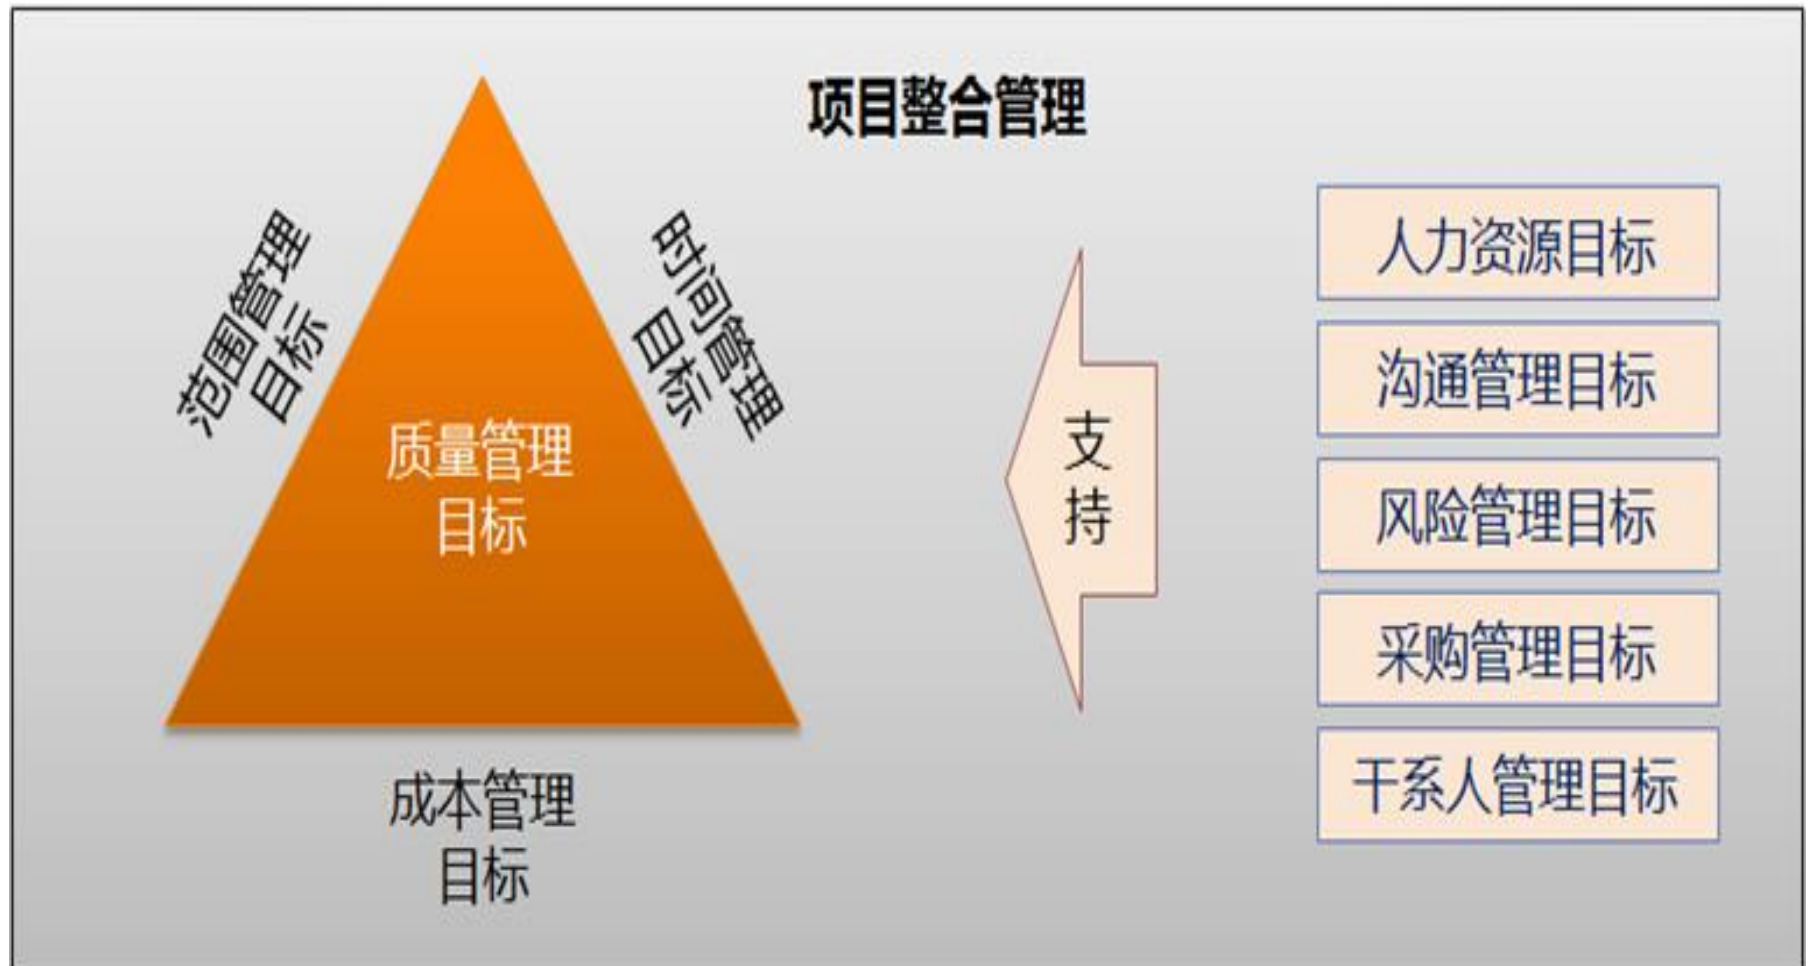 项目整合管理
范围管理
目标
时间管理
目标
质量管理
目标
成本管理
目标
支
持
人力资源目标
沟通管理目标
风险管理目标
采购管理目标
干系人管理目标